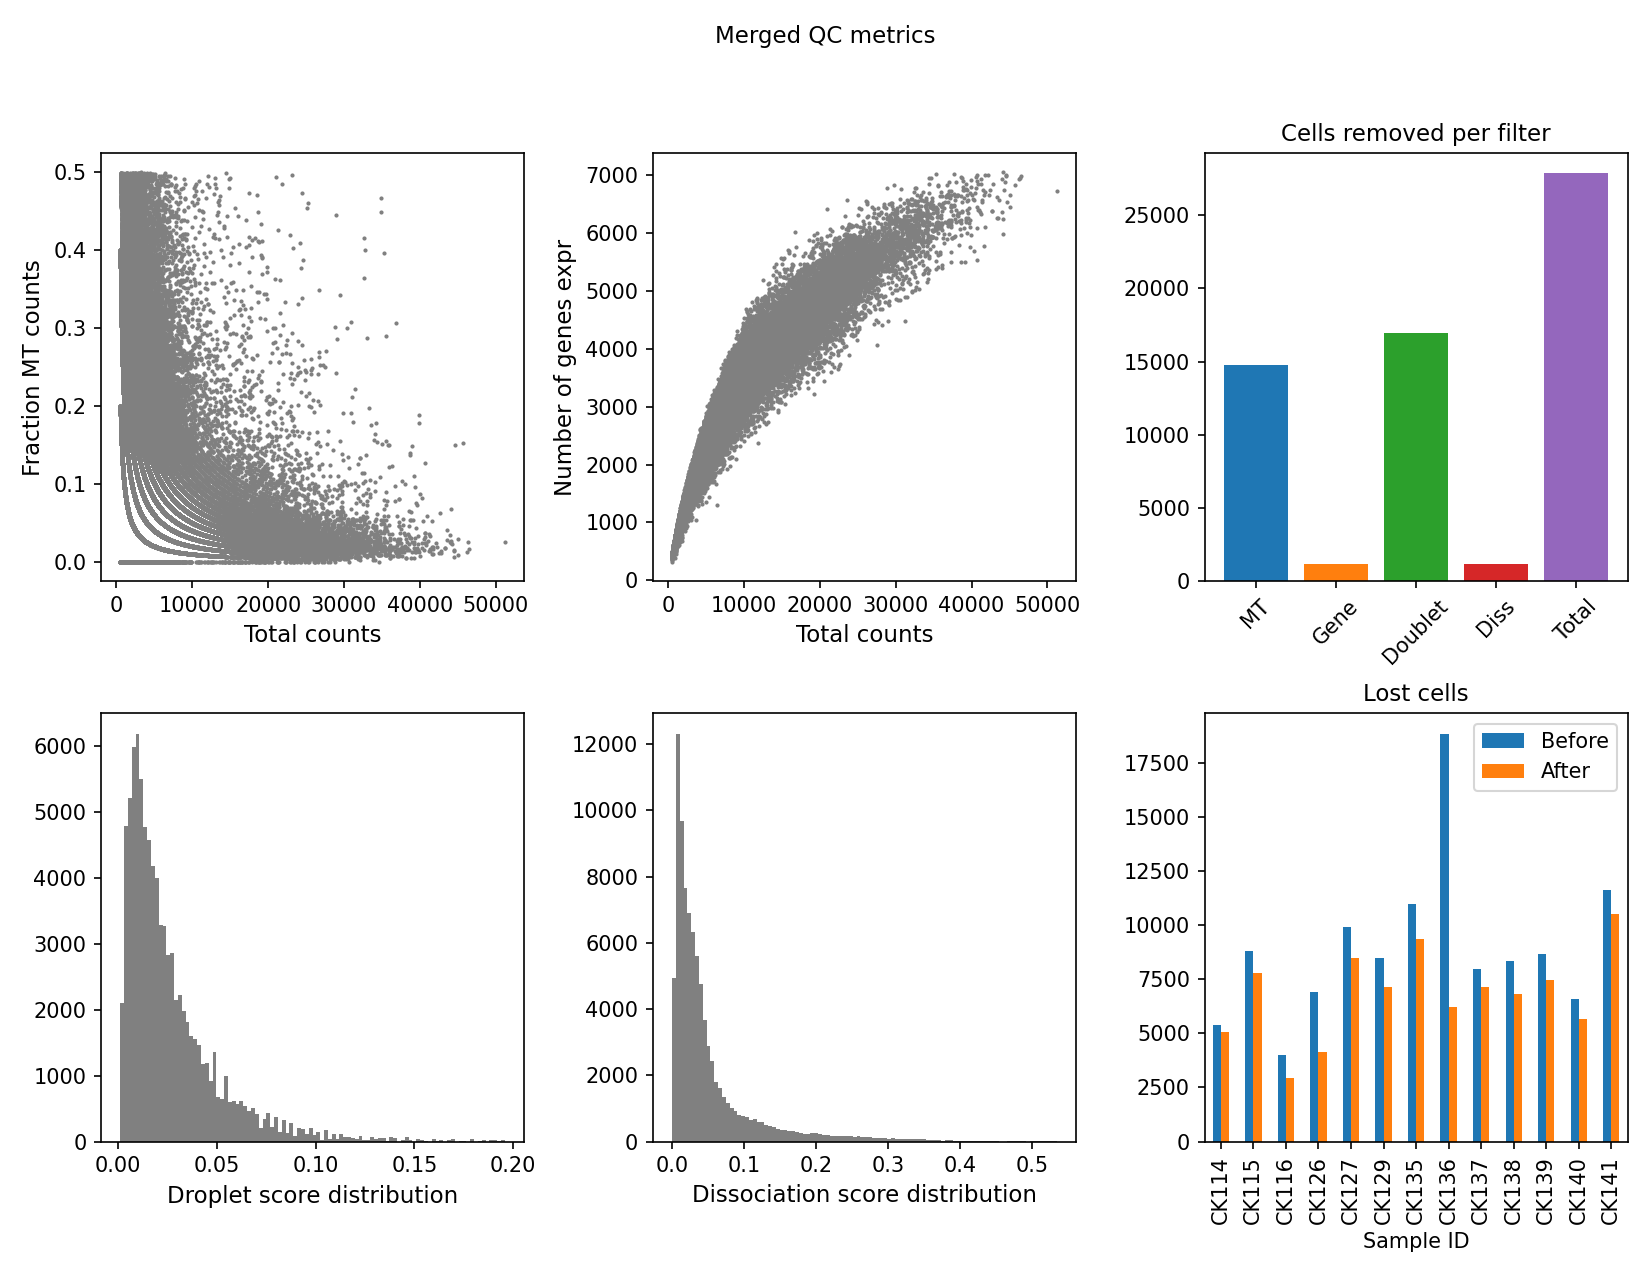 Merged QC metrics
Fraction MT counts
0.5
0.4
0.3
0.2
0.1
0.0
0 10000 20000 30000 40000 50000
Total counts
Number of genes expr
7000
6000
5000
4000
3000
2000
1000
0
0 10000 20000 30000 40000 50000
Total counts
Cells removed per filter
25000
20000
15000
10000
5000
0
MT Gene Doublet Diss Total
6000
5000
4000
3000
2000
1000
0
0.00 0.05 0.10 0.15 0.20
Droplet score distribution
12000
10000
8000
6000
4000
2000
0
0.0 0.1 0.2 0.3 0.4 0.5
Dissociation score distribution
Lost cells
Before
After
17500
15000
12500
10000
7500
5000
2500
0
CK114 CK115 CK116 CK126 CK127 CK129 CK135 CK136 CK137 CK138 CK139 CK140 CK141
Sample ID